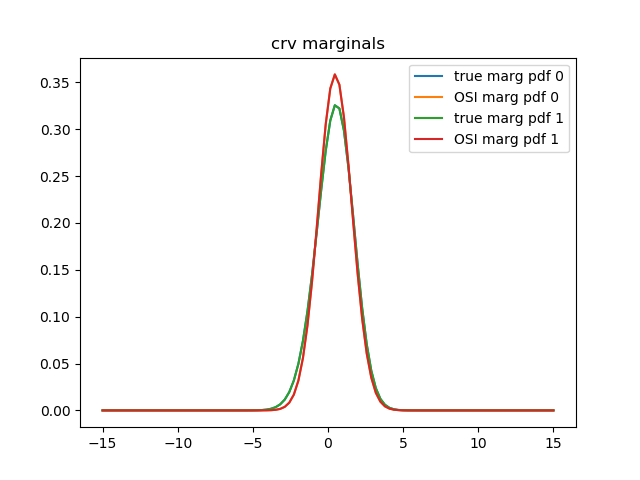 crv marginals
true marg pdf 0
OSI marg pdf 0
true marg pdf 1
OSI marg pdf 1
0.35
0.30
0.25
0.20
0.15
0.10
0.05
0.00
−15 −10 −5 0 5 10 15